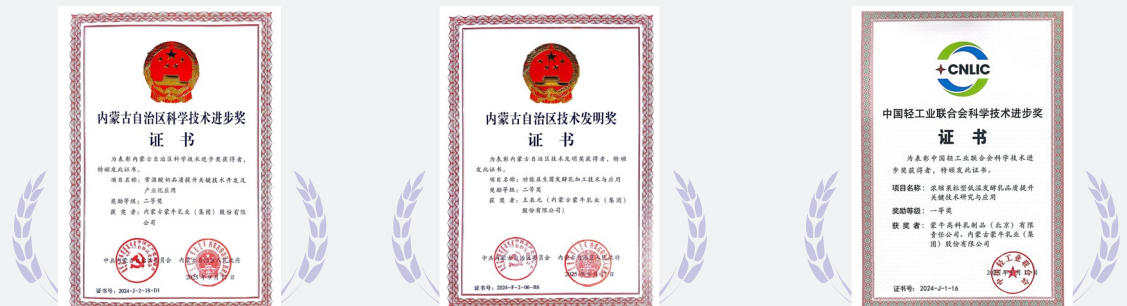 内蒙古自治区科学技术进步奖
证 书
为表彰内蒙古自治区科学技术进步奖获得者，
特颁发此证书。
项目名称：常温酸奶品质提升关键技术开发及
产业化应用
奖励等级：二等奖
获 奖 者：内蒙古蒙牛乳业（集团）股份有限
公司
2025年9月17日
证书号：2024-J-2-18-D1
内蒙古自治区技术发明奖
证 书
为表彰内蒙古自治区技术发明奖获得者，特颁
发此证书。
项目名称：功能益生菌发酵乳加工技术与应用
奖励等级：二等奖
（内蒙古蒙牛乳业（集团）
股份有限公司）
证书号：2024-F-2-06-R6
CNLIC
中国轻工业联合会科学技术进步奖
证 书
为表彰中国轻工业联合会科学技术进
步奖获得者，特颁发此证书。
项目名称：浓缩果粒型低温发酵乳品质提升
关键技术研究与应用
奖励等级：一等奖
获 奖 者：蒙牛高科乳制品（北京）有限
责任公司、内蒙古蒙牛乳业（集
团）股份有限公司
证书号：2024-J-1-16